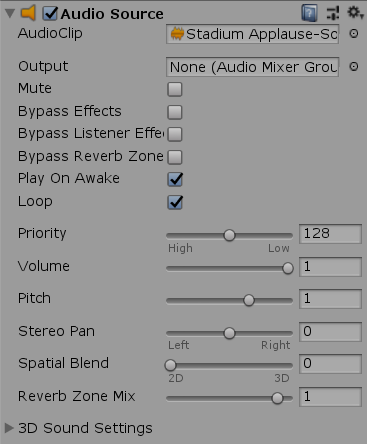 Audio Source
AudioClip Stadium Applause-So
Output None (Audio Mixer Grou
Mute
Bypass Effects
Bypass Listener Effe
Bypass Reverb Zone
Play On Awake
Loop
Priority 128
High Low
Volume 1
Pitch 1
Stereo Pan 0
Left Right
Spatial Blend 0
2D 3D
Reverb Zone Mix 1
3D Sound Settings